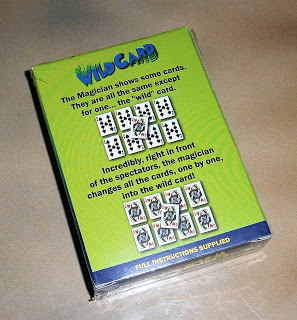 WILD CARD
The Magician shows some cards.
They are all the same except
for one... the "wild" card.
Incredibly, right in front
of the spectators, the magician
changes all the cards, one by one,
into the wild card!
FULL INSTRUCTIONS SUPPLIED